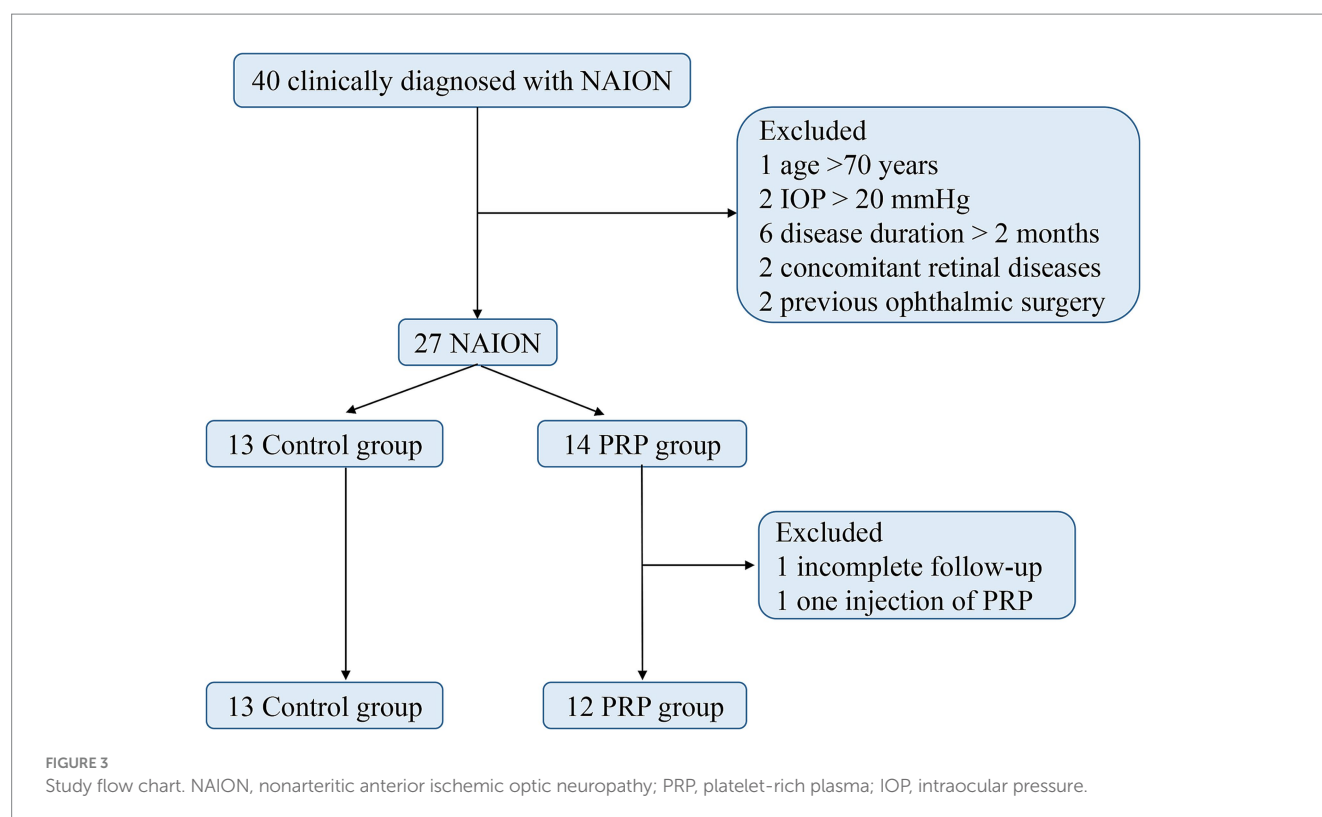 40 clinically diagnosed with NAION
Excluded
1 age >70 years
2 IOP > 20 mmHg
6 disease duration > 2 months
2 concomitant retinal diseases
2 previous ophthalmic surgery
27 NAION
13 Control group
14 PRP group
Excluded
1 incomplete follow-up
1 one injection of PRP
13 Control group
12 PRP group
FIGURE 3
Study flow chart. NAION, nonarteritic anterior ischemic optic neuropathy; PRP, platelet-rich plasma; IOP, intraocular pressure.